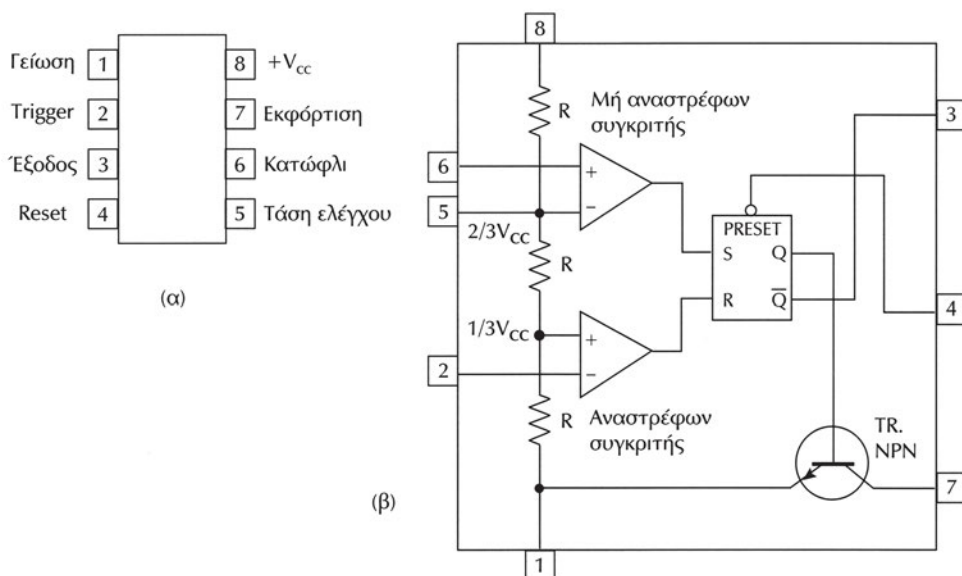 Γείωση 1
8 +Vcc
Trigger 2
7 Εκφόρτιση
Έξοδος 3
6 Κατώφλι
Reset 4
5 Τάση ελέγχου
(α)
8
R
Μή αναστρέφων
συγκριτής
3
6
+
5
−
2/3Vcc
PRESET
S Q
R
R Q̅
4
1/3Vcc
+
2
−
R
Αναστρέφων
συγκριτής
TR.
NPN
7
(β)
1